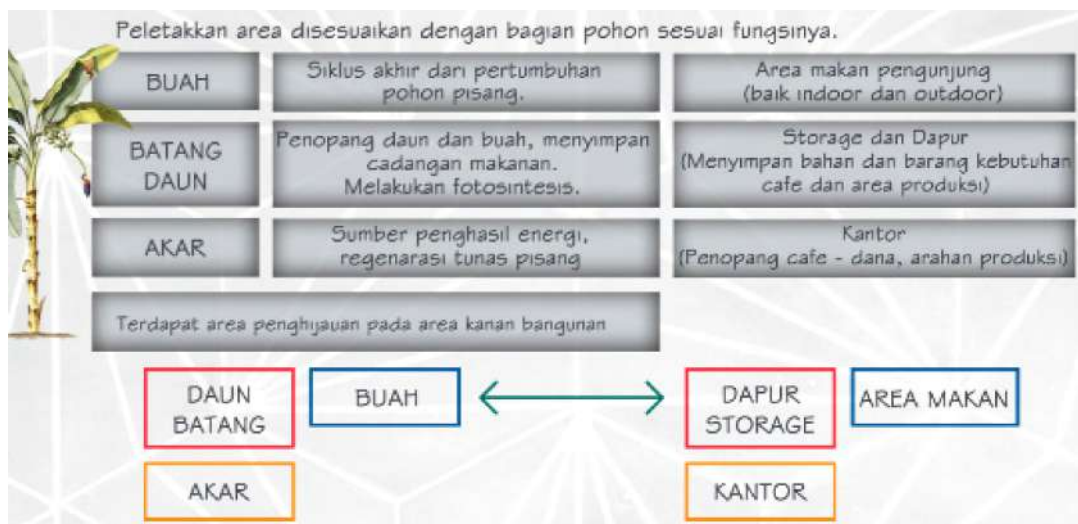 Peletakkan area disesuaikan dengan bagian pohon sesuai fungsinya.
BUAH
Siklus akhir dari pertumbuhan
pohon pisang.
Area makan pengunjung
(baik indoor dan outdoor)
BATANG
DAUN
Penopang daun dan buah, menyimpan
cadangan makanan.
Melakukan fotosintesis.
Storage dan Dapur
(Menyimpan bahan dan barang kebutuhan
cafe dan area produksi)
AKAR
Sumber penghasil energi,
regenarasi tunas pisang
Kantor
(Penopang cafe - dana, arahan produksi)
Terdapat area penghijauan pada area kanan bangunan
DAUN
BATANG
BUAH
DAPUR
STORAGE
AREA MAKAN
AKAR
KANTOR